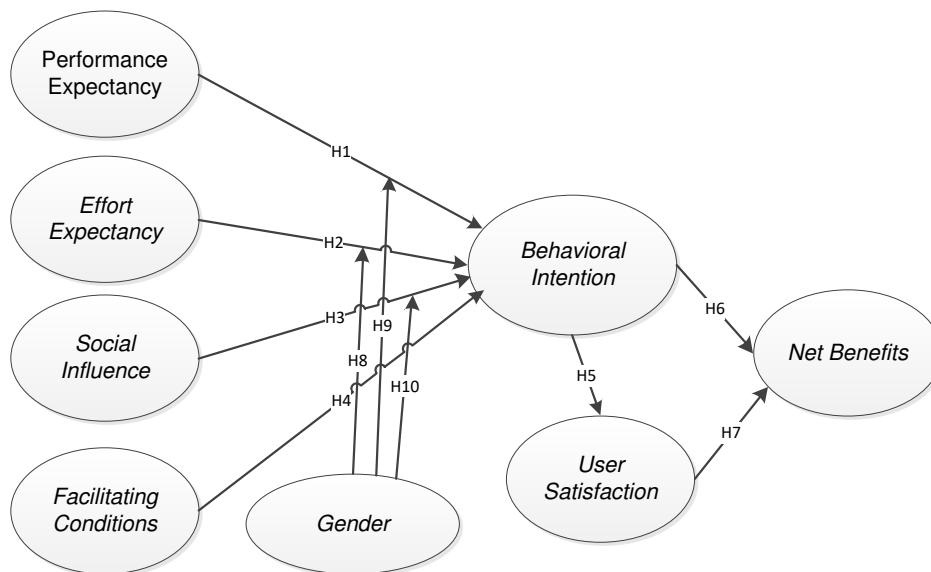 Performance
Expectancy
H1
Effort
Expectancy
H2
Behavioral
Intention
H6
Social
Influence
H3
H8
H9
H10
H4
H5
Net Benefits
H7
User
Satisfaction
Facilitating
Conditions
Gender